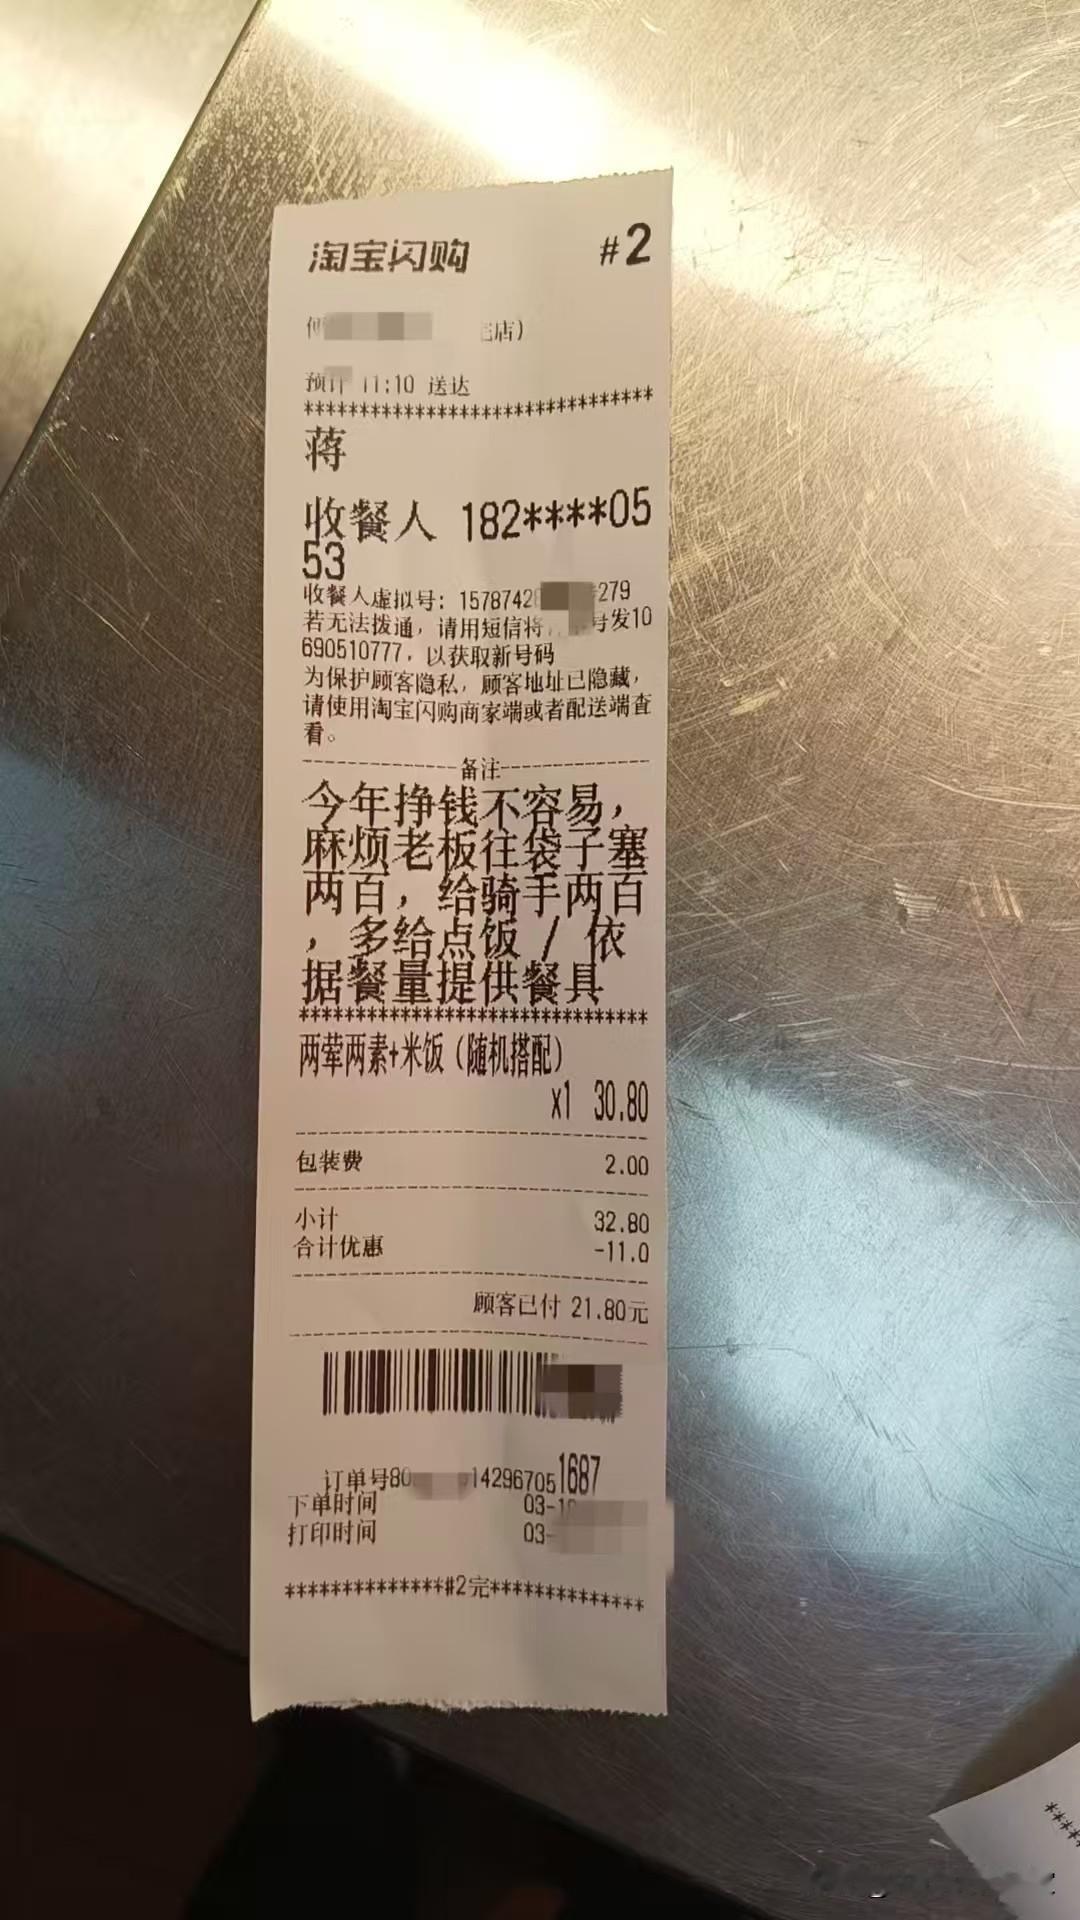 淘宝闪购 #2
店)
预计 11:10 送达
******************************
蒋
收餐人 182****05
53
收餐人虚拟号: 1578742 279
若无法拨通，请用短信将 号发10
690510777，以获取新号码
为保护顾客隐私，顾客地址已隐藏，
请使用淘宝闪购商家端或者配送端查
看。
备注
今年挣钱不容易，
麻烦老板往袋子塞
两百，给骑手两百
，多给点饭 / 依
据餐量提供餐具
******************************
两荤两素+米饭（随机搭配）
x1 30.80
包装费 2.00
小计 32.80
合计优惠 -11.0
顾客已付 21.80元
订单号80 142967051687
下单时间 03-1
打印时间 03-
**************#2完**************